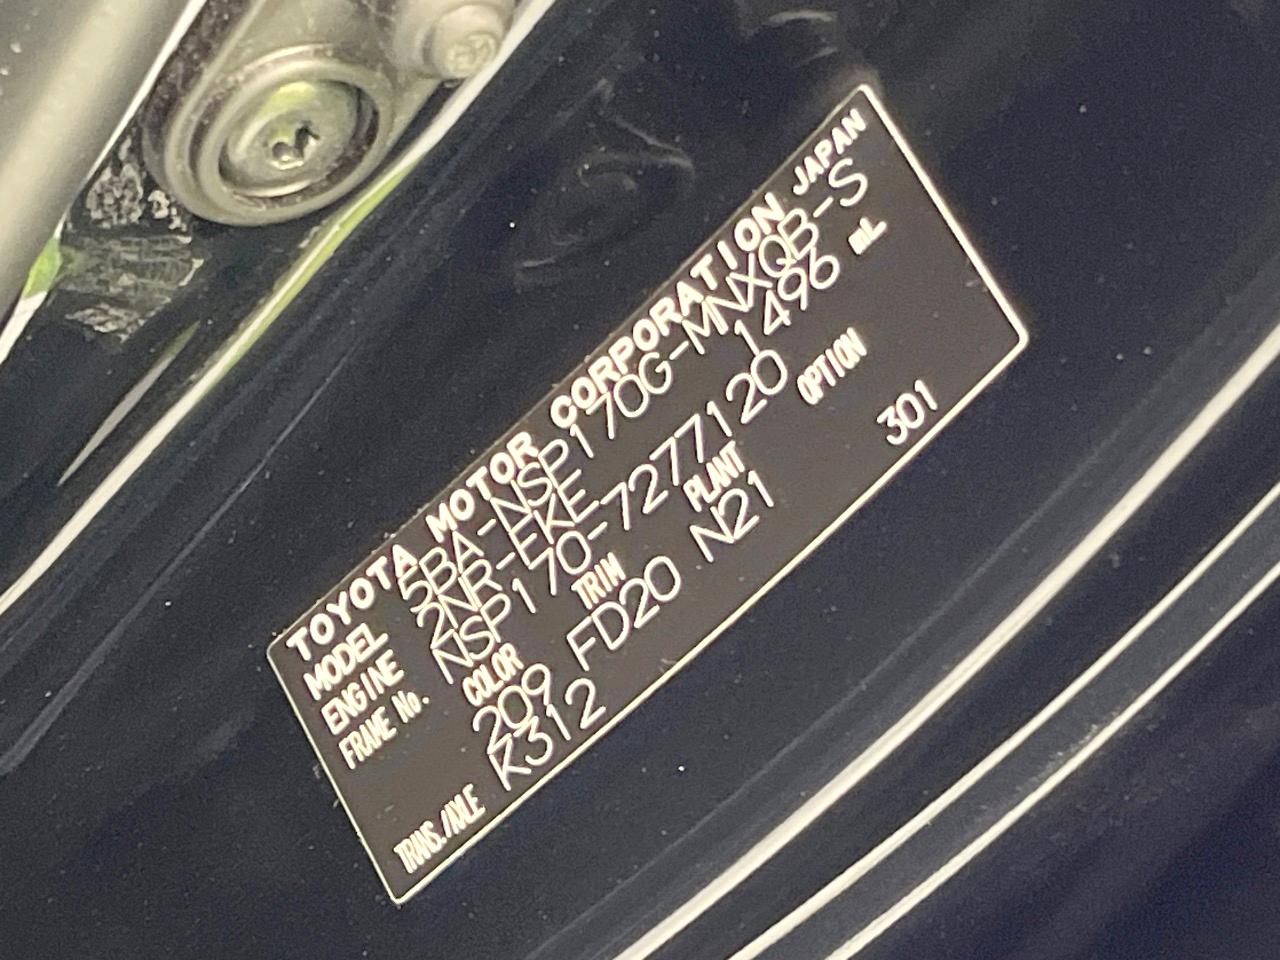 TOYOTA MOTOR CORPORATION JAPAN
MODEL 5BA-NSP170G-MNXQB-S
ENGINE 2NR-FKE 1496 mL
FRAME No. NSP170-7277120
COLOR TRIM PLANT OPTION
209 FD20 N21
TRANS./AXLE K312 301